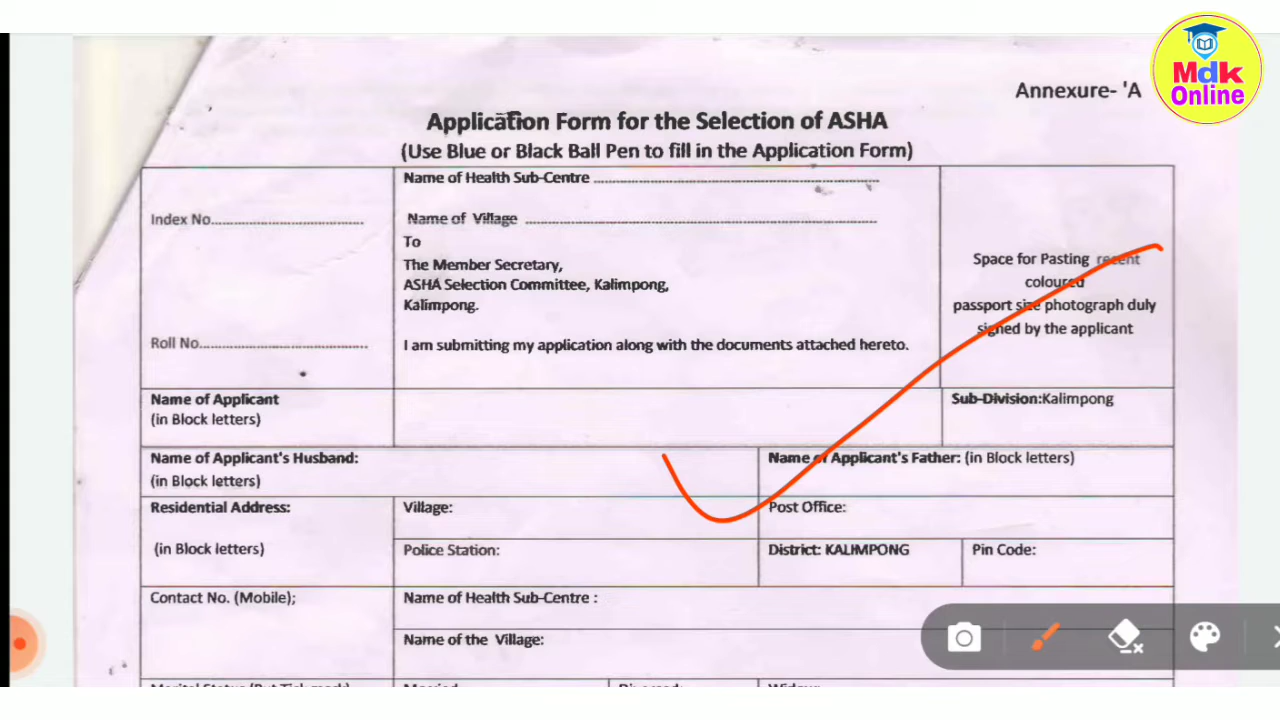 Mdk
Online
Annexure- 'A
Application Form for the Selection of ASHA
(Use Blue or Black Ball Pen to fill in the Application Form)
Index No..........................................
Roll No..............................................
Name of Health Sub-Centre ......................................................................
Name of Village ....................................................................................
To
The Member Secretary,
ASHA Selection Committee, Kalimpong,
Kalimpong.
I am submitting my application along with the documents attached hereto.
Space for Pasting recent
coloured
passport size photograph duly
signed by the applicant
Name of Applicant
(in Block letters)
Sub-Division:Kalimpong
Name of Applicant's Husband:
(in Block letters)
Name of Applicant's Father: (in Block letters)
Residential Address:
(in Block letters)
Village:
Post Office:
Police Station:
District: KALIMPONG
Pin Code:
Contact No. (Mobile);
Name of Health Sub-Centre :
Name of the Village: